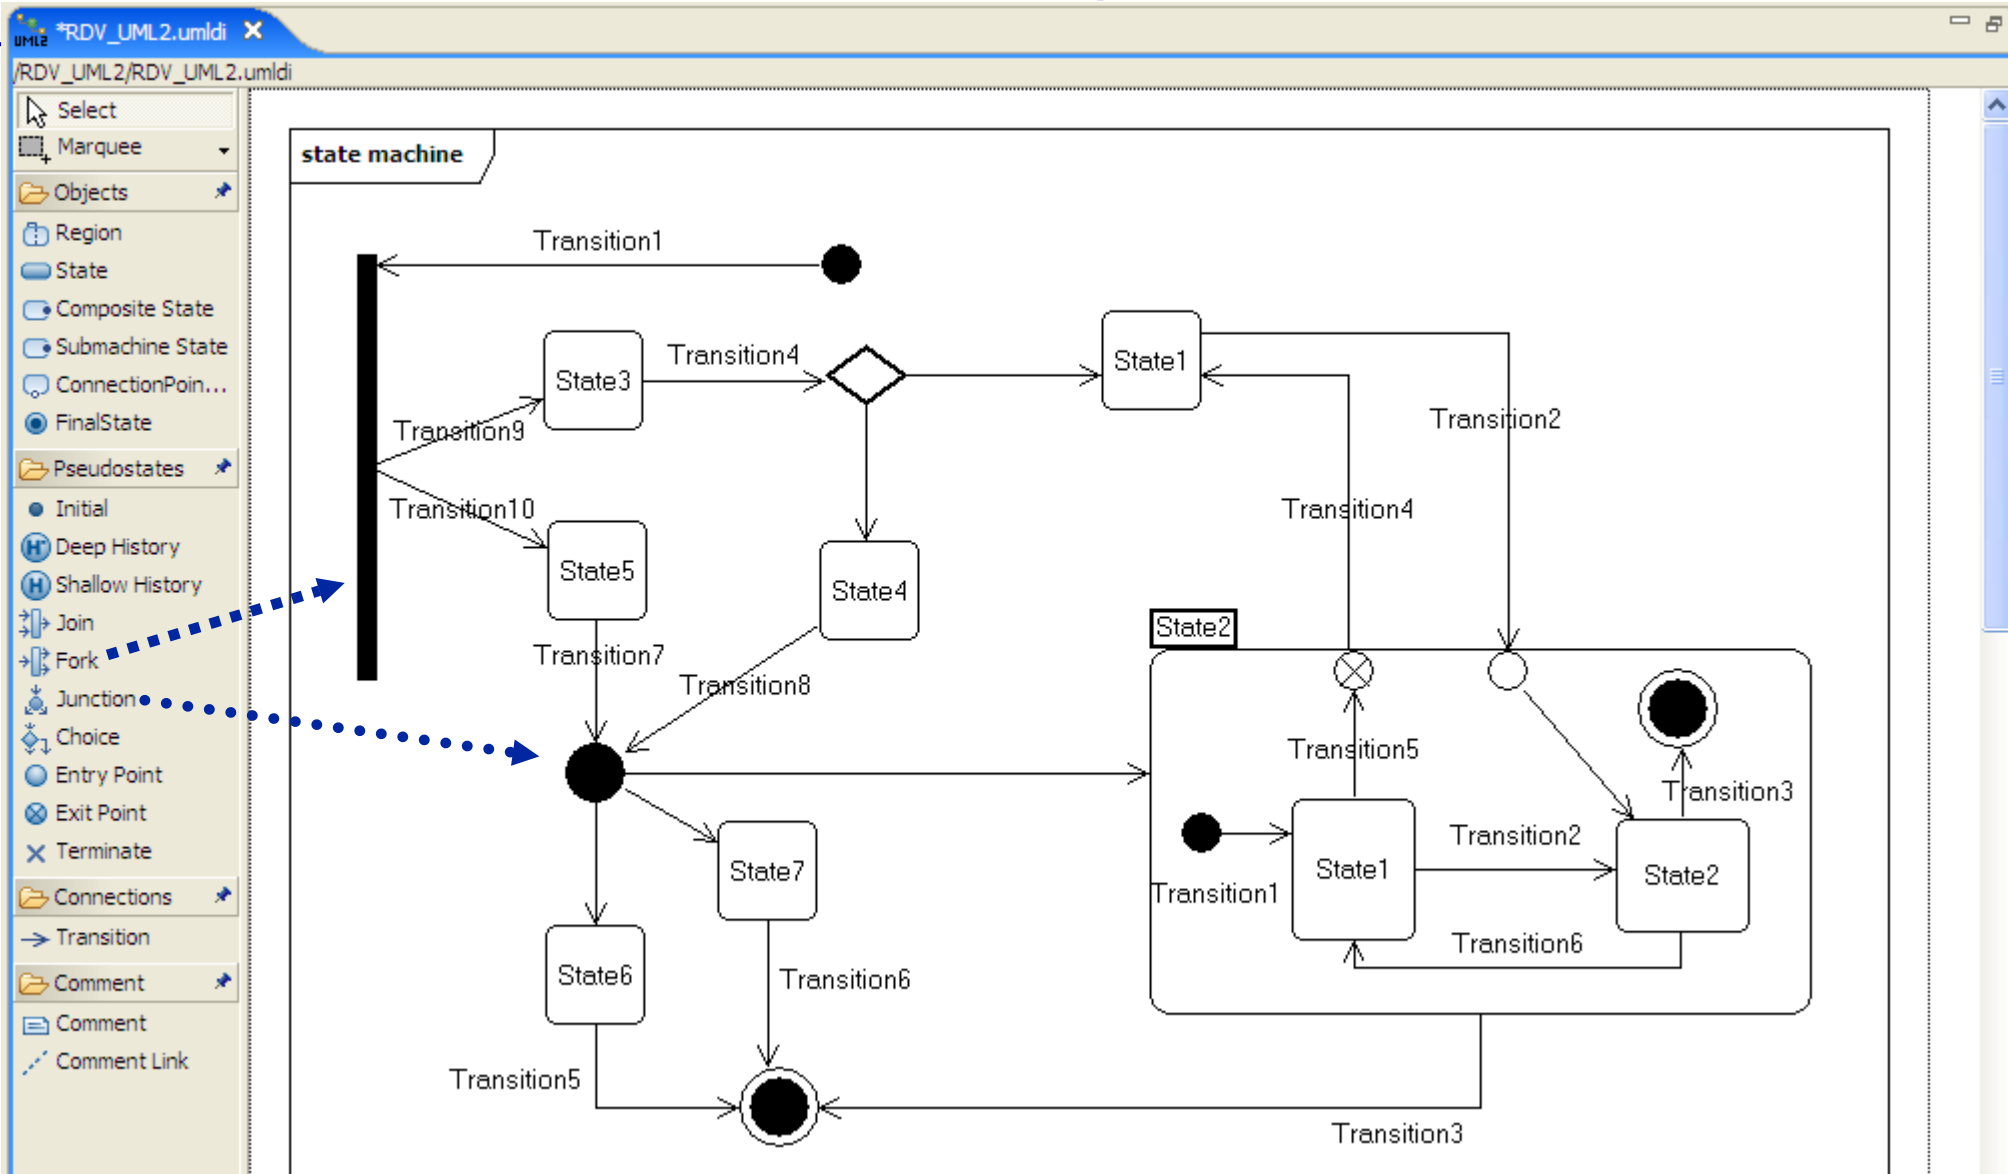 UML2 *RDV_UML2.umldi
/RDV_UML2/RDV_UML2.umldi
Select
Marquee
Objects
Region
State
Composite State
Submachine State
ConnectionPoin...
FinalState
Pseudostates
Initial
Deep History
Shallow History
Join
Fork
Junction
Choice
Entry Point
Exit Point
Terminate
Connections
Transition
Comment
Comment
Comment Link
H*
H
state machine
Transition1
State3
Transition4
State1
Transition9
Transition2
Transition10
Transition4
State5
State4
State2
Transition7
Transition8
Transition5
Transition3
Transition2
State7
State1
State2
Transition1
Transition6
State6
Transition6
Transition5
Transition3